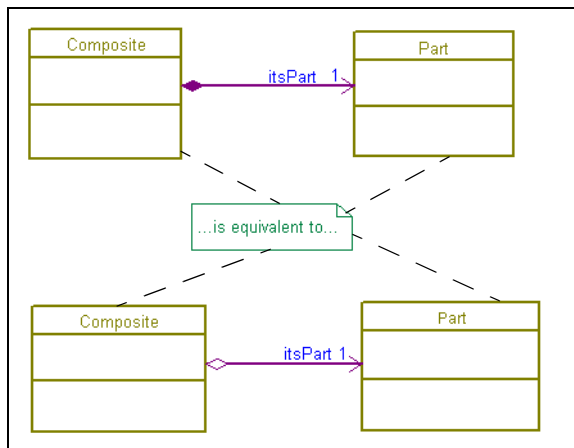 Composite
Part
itsPart 1
...is equivalent to...
Composite
Part
itsPart 1